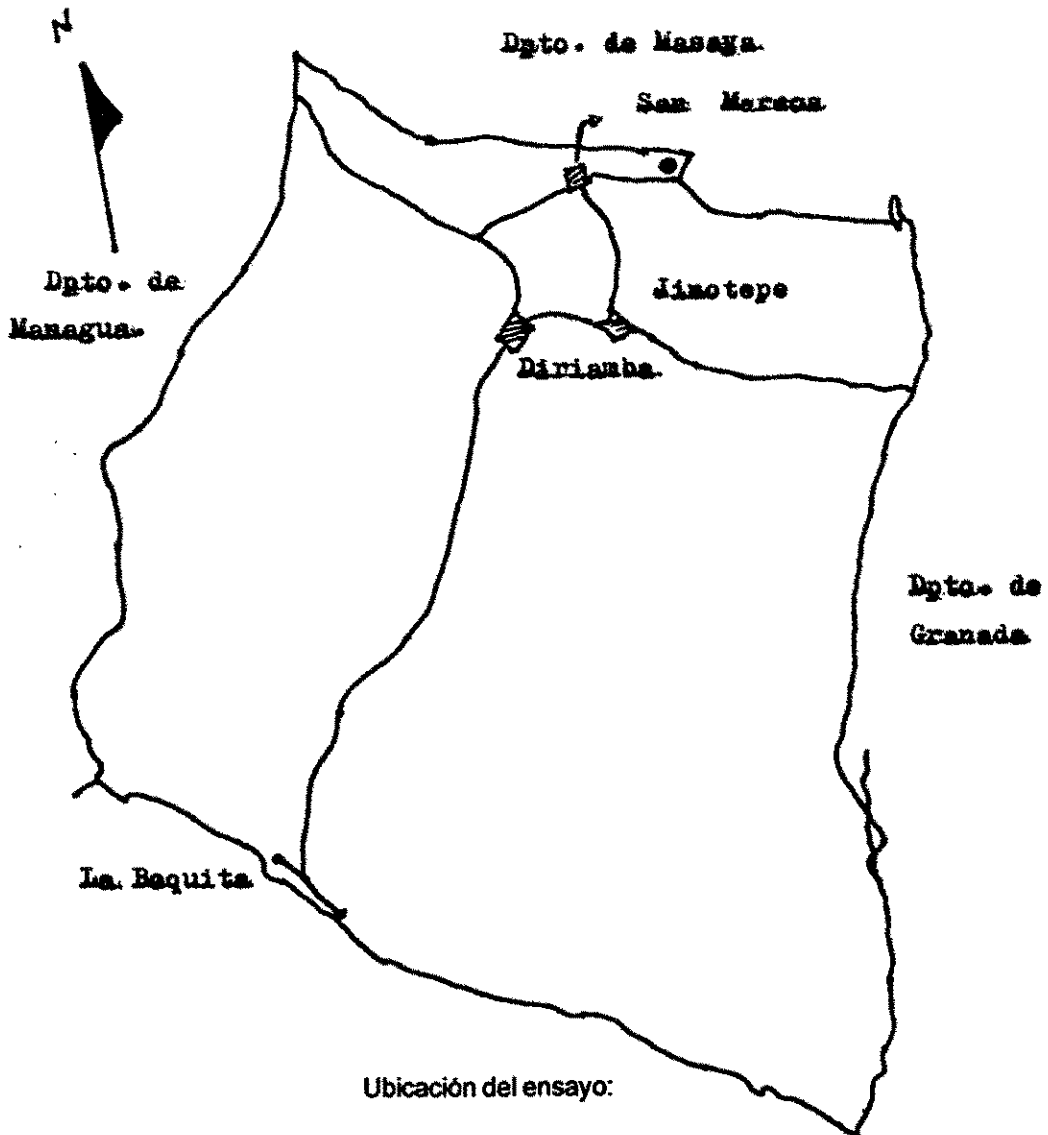 N
Dpto. de Masaya.
San Marcos
Dpto. de
Managua.
Jinotepe
Diriamba.
Dpto. de
Granada
La Boquita
Ubicación del ensayo: